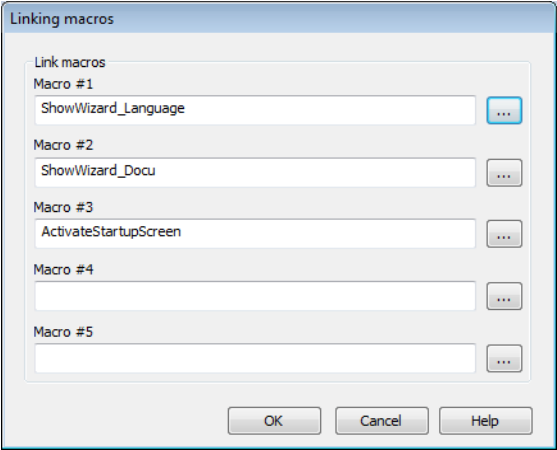 Linking macros
Link macros
Macro #1
ShowWizard_Language
...
Macro #2
ShowWizard_Docu
...
Macro #3
ActivateStartupScreen
...
Macro #4
...
Macro #5
...
OK Cancel Help